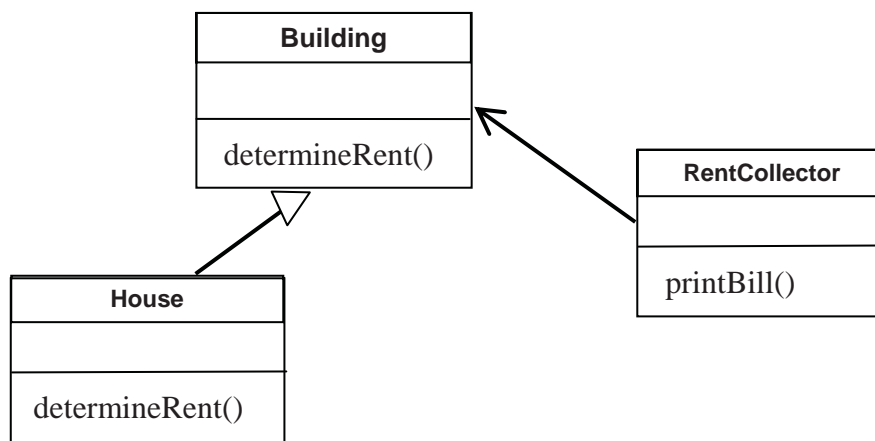 Building
determineRent()
RentCollector
printBill()
House
determineRent()